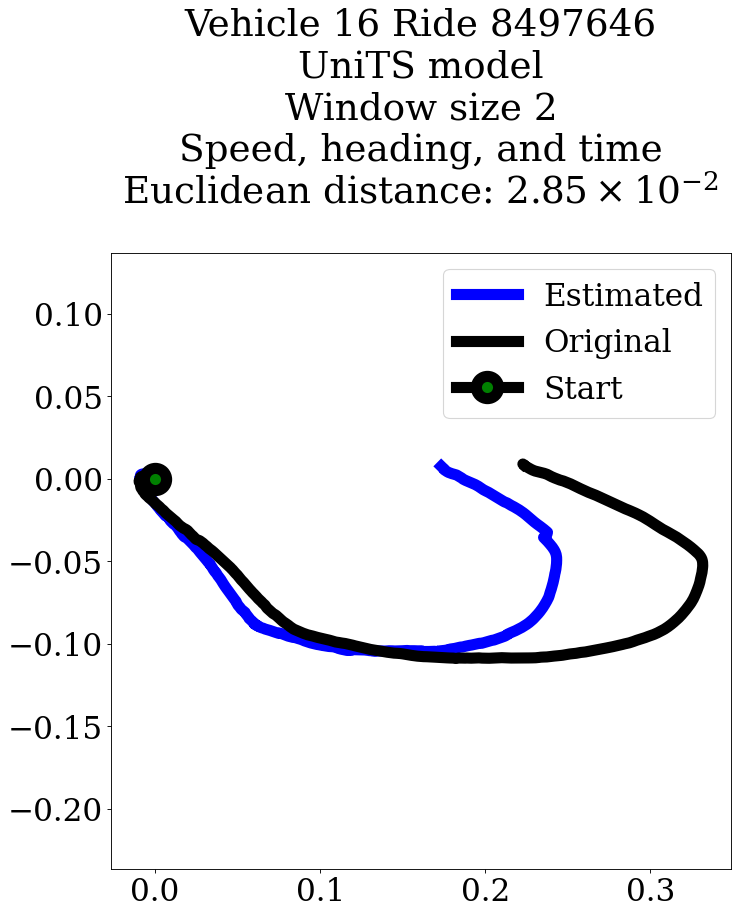 Vehicle 16 Ride 8497646
UniTS model
Window size 2
Speed, heading, and time
Euclidean distance: 2.85 × 10⁻²
Estimated
Original
Start
0.10
0.05
0.00
−0.05
−0.10
−0.15
−0.20
0.0 0.1 0.2 0.3